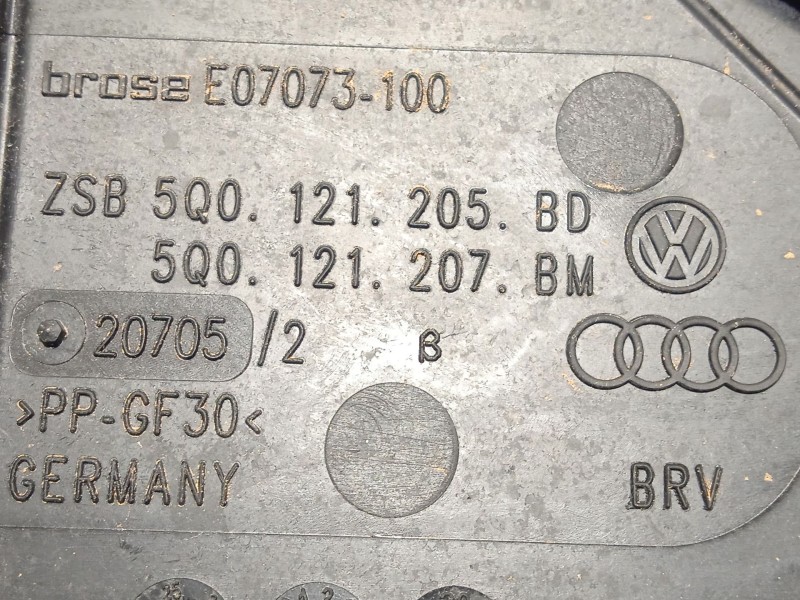 brose E07073-100
ZSB 5Q0. 121. 205. BD
5Q0. 121. 207. BM
20705 /2 β
>PP-GF30<
GERMANY
BRV